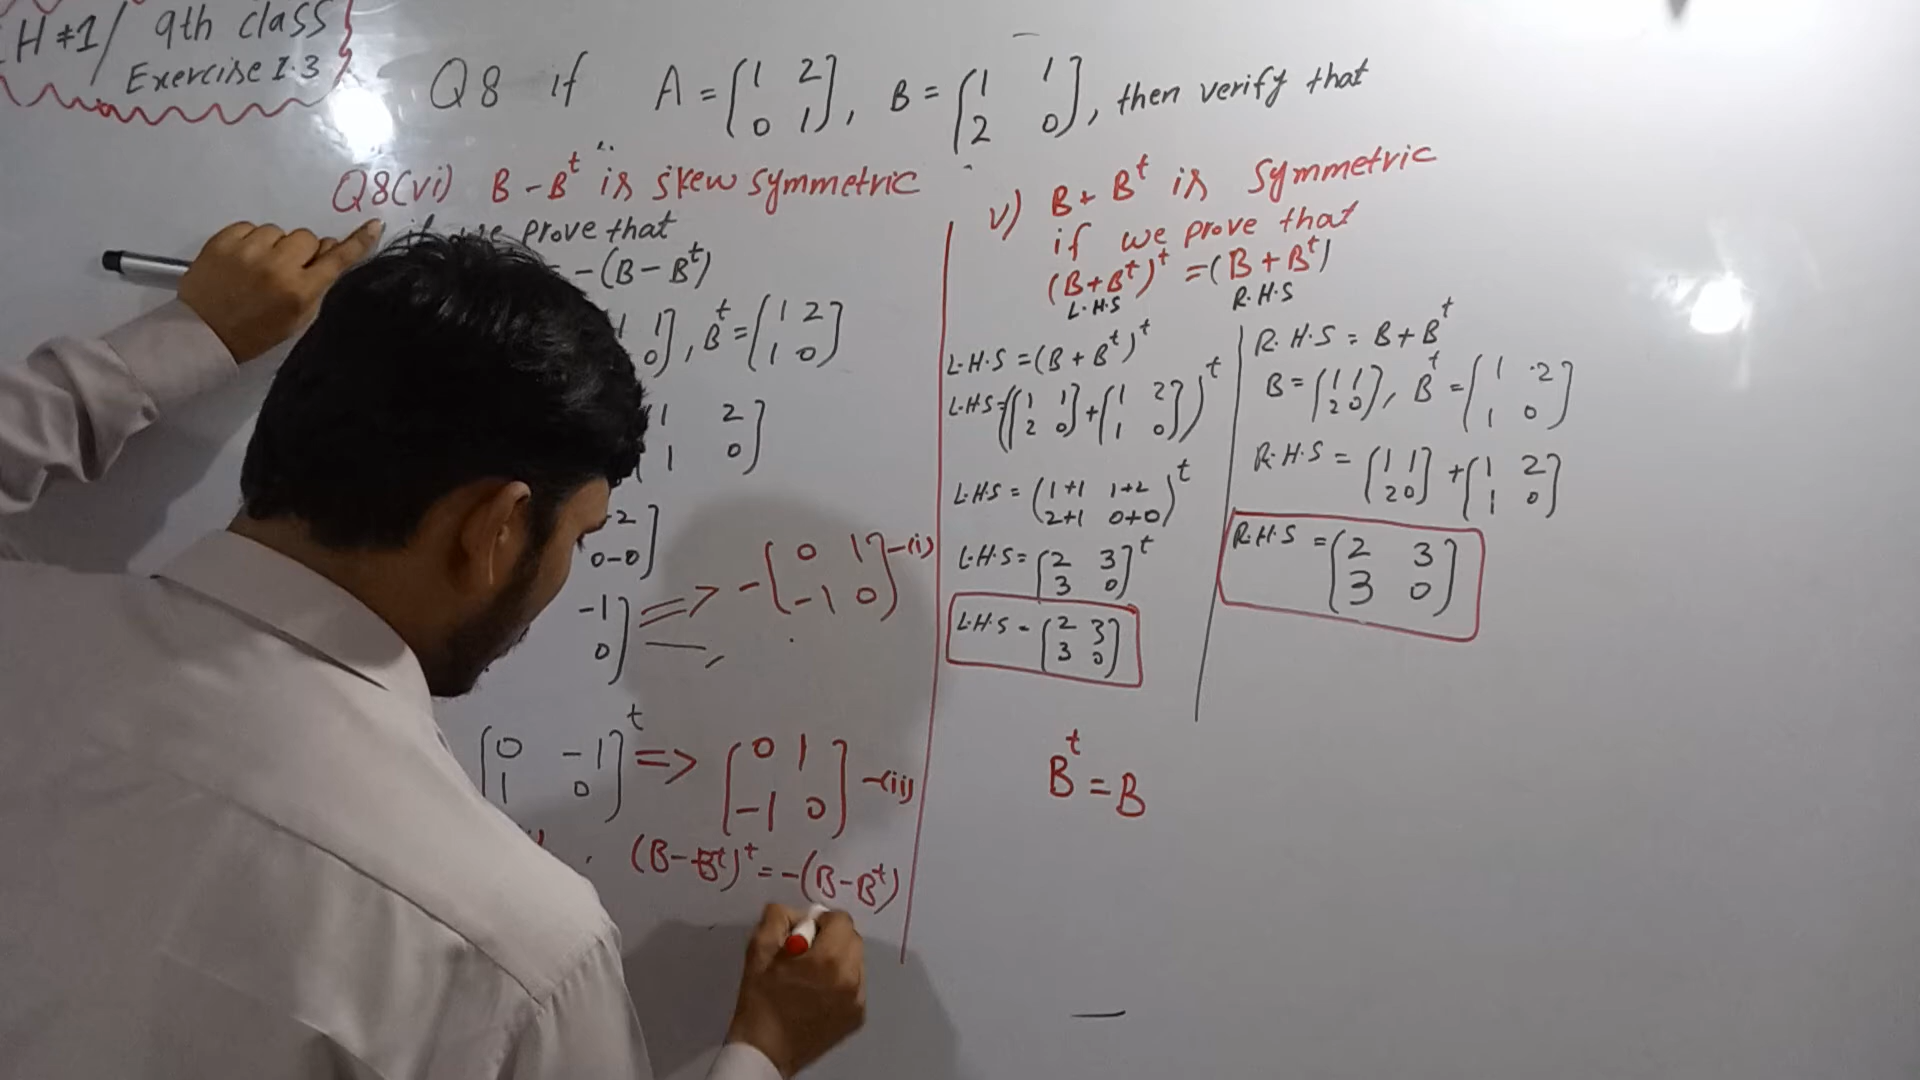 H#1/ 9th class
Exercise 1.3
Q8 if A = [1 2
0 1], B = [1 1
2 0], then verify that
Q8(vi) B - B^t is skew symmetric
if we prove that
- (B - B^t)
1 1
0], B^t = [1 2
1 0]
1 2
1 0]
-2
0-0]
-1
0] => -[0 1
-1 0] -(i)
[0 -1
1 0]^t => [0 1
-1 0] -(ii)
(B - B^t)^t = -(B - B^t)
v) B + B^t is Symmetric
if we prove that
(B + B^t)^t = (B + B^t)
L.H.S R.H.S
L.H.S = (B + B^t)^t
L.H.S = ([1 1
2 0] + [1 2
1 0])^t
L.H.S = (1+1 1+2
2+1 0+0)^t
L.H.S = [2 3
3 0]^t
L.H.S = [2 3
3 0]
B^t = B
R.H.S = B + B^t
B = [1 1
2 0], B^t = [1 2
1 0]
R.H.S = [1 1
2 0] + [1 2
1 0]
R.H.S = [2 3
3 0]